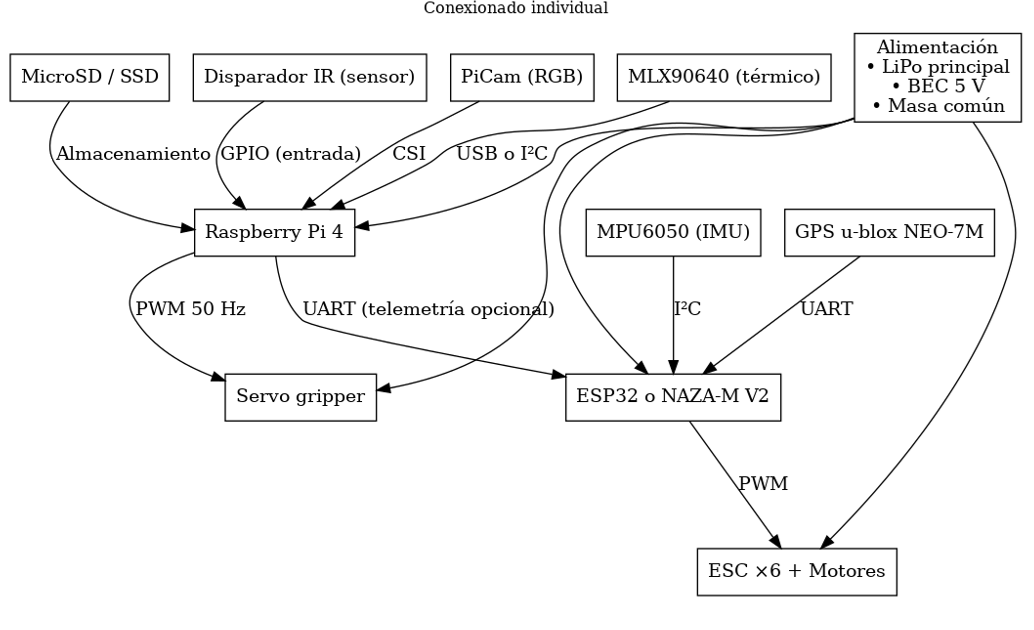 Conexionado individual
MicroSD / SSD
Disparador IR (sensor)
PiCam (RGB)
MLX90640 (térmico)
Alimentación
• LiPo principal
• BEC 5 V
• Masa común
Almacenamiento
GPIO (entrada)
CSI
USB o I²C
Raspberry Pi 4
MPU6050 (IMU)
GPS u-blox NEO-7M
PWM 50 Hz
UART (telemetría opcional)
I²C
UART
Servo gripper
ESP32 o NAZA-M V2
PWM
ESC ×6 + Motores